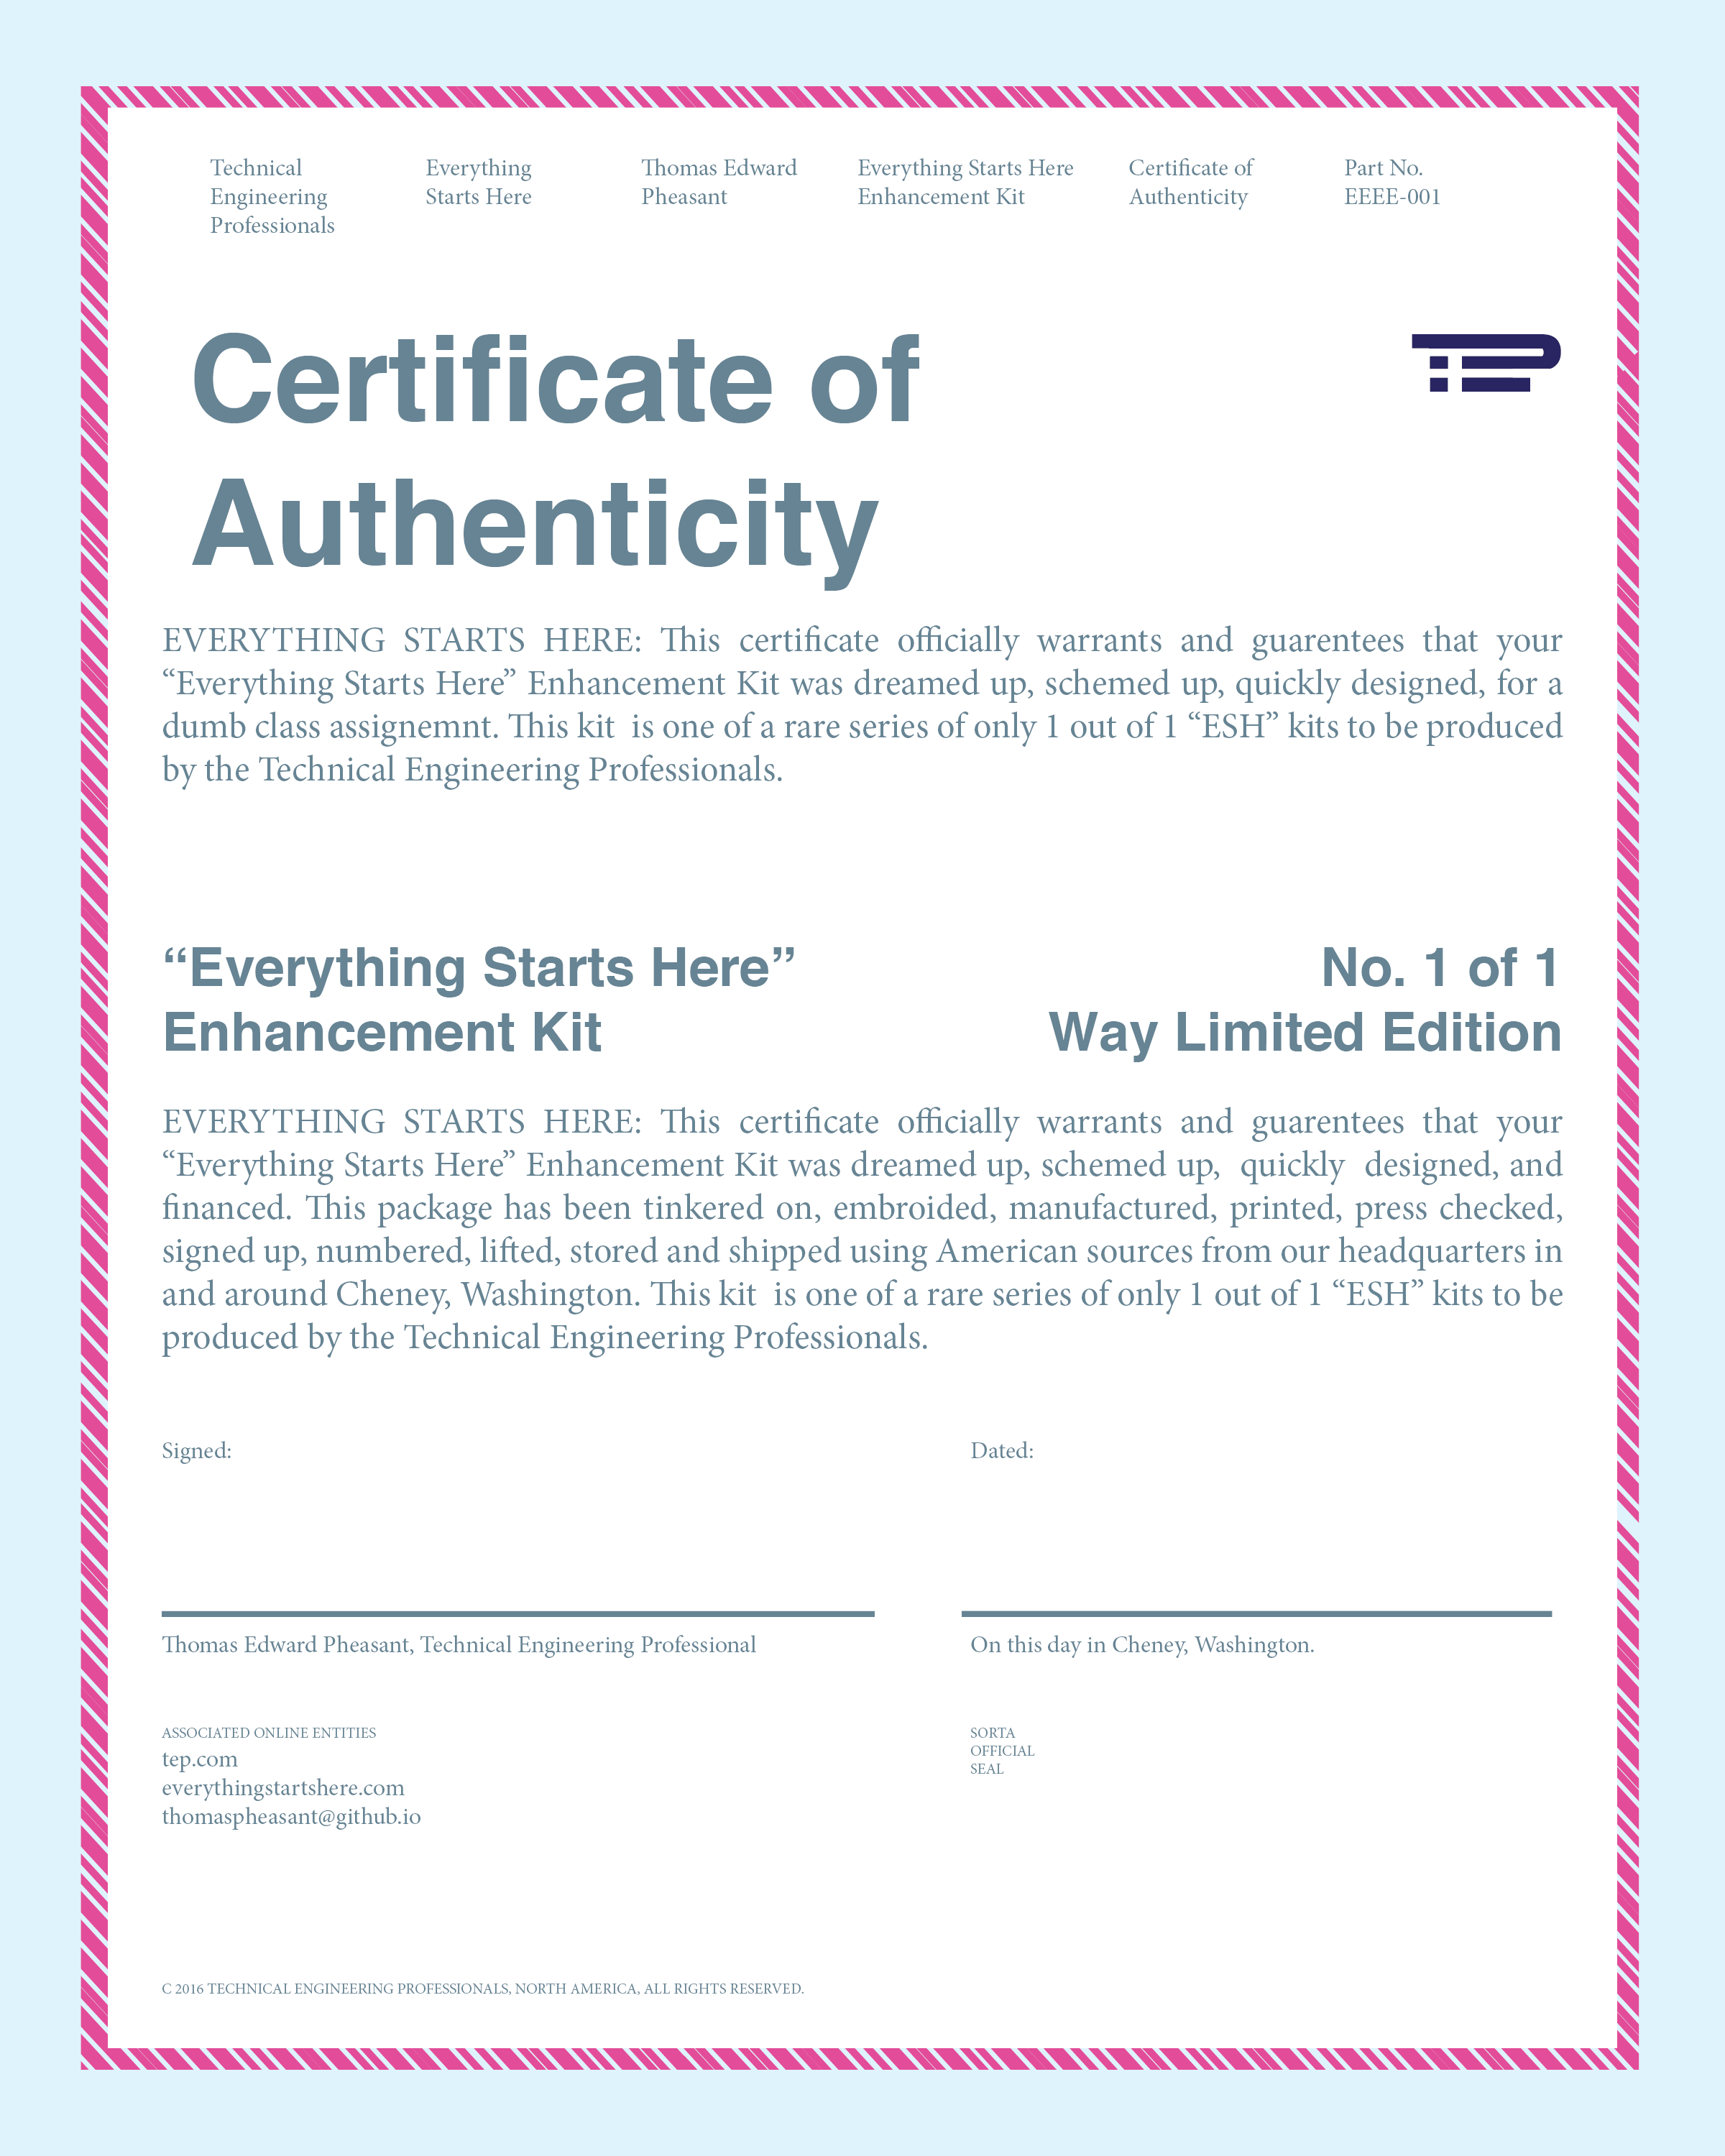 Technical
Engineering
Professionals
Everything
Starts Here
Thomas Edward
Pheasant
Everything Starts Here
Enhancement Kit
Certificate of
Authenticity
Part No.
EEEE-001
Certificate of
Authenticity
TEP
EVERYTHING STARTS HERE: This certificate officially warrants and guarentees that your
“Everything Starts Here” Enhancement Kit was dreamed up, schemed up, quickly designed, for a
dumb class assignemnt. This kit is one of a rare series of only 1 out of 1 “ESH” kits to be produced
by the Technical Engineering Professionals.
“Everything Starts Here”
Enhancement Kit
No. 1 of 1
Way Limited Edition
EVERYTHING STARTS HERE: This certificate officially warrants and guarentees that your
“Everything Starts Here” Enhancement Kit was dreamed up, schemed up, quickly designed, and
financed. This package has been tinkered on, embroided, manufactured, printed, press checked,
signed up, numbered, lifted, stored and shipped using American sources from our headquarters in
and around Cheney, Washington. This kit is one of a rare series of only 1 out of 1 “ESH” kits to be
produced by the Technical Engineering Professionals.
Signed:
Dated:
Thomas Edward Pheasant, Technical Engineering Professional
On this day in Cheney, Washington.
ASSOCIATED ONLINE ENTITIES
tep.com
everythingstartshere.com
thomaspheasant@github.io
SORTA
OFFICIAL
SEAL
C 2016 TECHNICAL ENGINEERING PROFESSIONALS, NORTH AMERICA, ALL RIGHTS RESERVED.